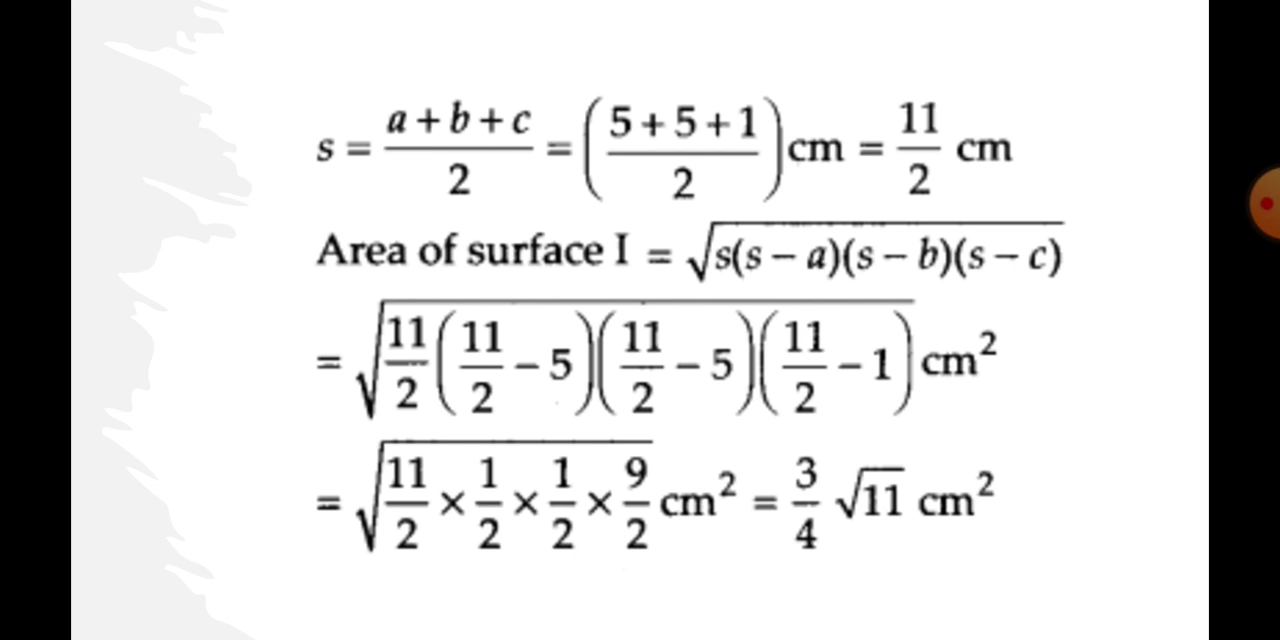 s = (a + b + c)/2 = ((5 + 5 + 1)/2) cm = 11/2 cm
Area of surface I = √(s(s – a)(s – b)(s – c))
= √(11/2 (11/2 – 5)(11/2 – 5)(11/2 – 1)) cm²
= √(11/2 × 1/2 × 1/2 × 9/2) cm² = 3/4 √11 cm²